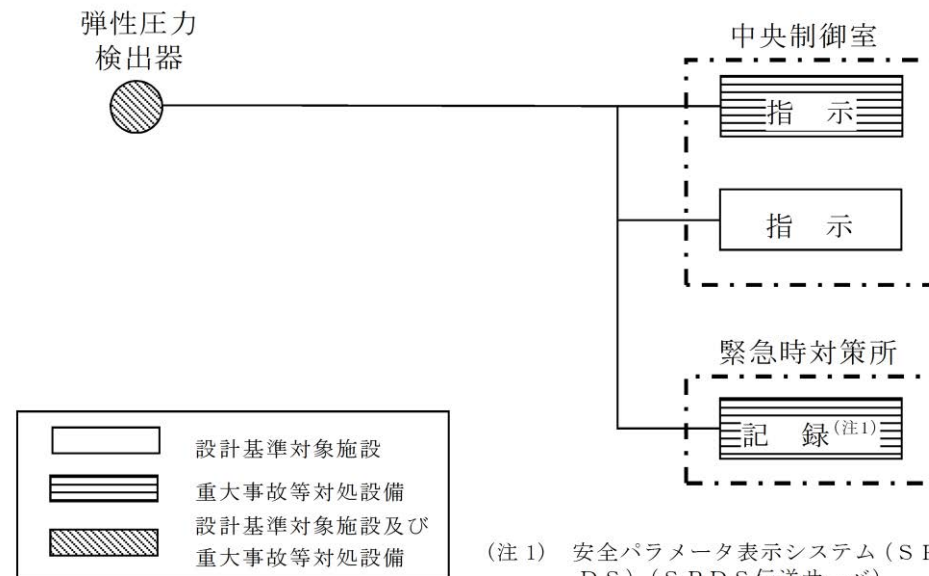 弾性圧力
検出器
中央制御室
指　示
指　示
緊急時対策所
記　録(注1)
設計基準対象施設
重大事故等対処設備
設計基準対象施設及び
重大事故等対処設備
(注 1)　安全パラメータ表示システム（ＳＰ
ＤＳ）（ＳＰＤＳ伝送サーバ）